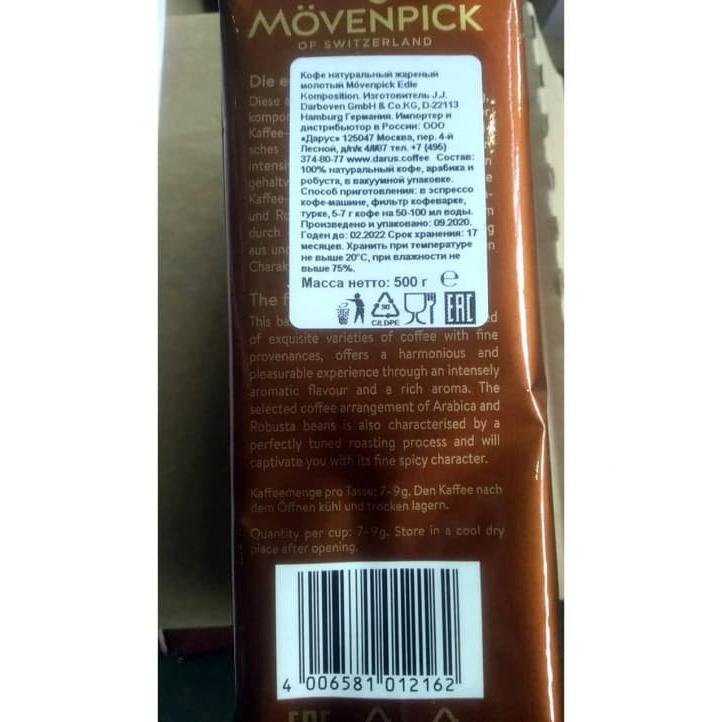 MÖVENPICK
OF SWITZERLAND
Кофе натуральный жареный
молотый Mövenpick Edle
Komposition. Изготовитель J.J.
Darboven GmbH & Co.KG, D-22113
Hamburg Германия. Импортер и
дистрибьютор в России: ООО
«Дарус» 125047 Москва, пер. 4-й
Лесной, д/пк 4/М/07 тел. +7 (495)
374-80-77 www.darus.coffee Состав:
100% натуральный кофе, арабика и
робуста, в вакуумной упаковке.
Способ приготовления: в эспрессо
кофе-машине, фильтр кофеварке,
турке, 5-7 г кофе на 50-100 мл воды.
Произведено и упаковано: 09.2020.
Годен до: 02.2022 Срок хранения: 17
месяцев. Хранить при температуре
не выше 20°С, при влажности не
выше 75%.
Масса нетто: 500 г ℮
90
C/LDPE
EAC
Die
Diese
Kaffee-
sches
Kaffee-
und
durch
aus
Charak
The f
This
of exquisite varieties of coffee with fine
provenances, offers a harmonious and
pleasurable experience through an intensely
aromatic flavour and a rich aroma. The
selected coffee arrangement of Arabica and
Robusta beans is also characterised by a
perfectly tuned roasting process and will
captivate you with its fine spicy character.
Kaffeemenge pro Tasse: 7-9g. Den Kaffee nach
dem Öffnen kühl und trocken lagern.
Quantity per cup: 7-9g. Store in a cool dry
place after opening.
4 006581 012162